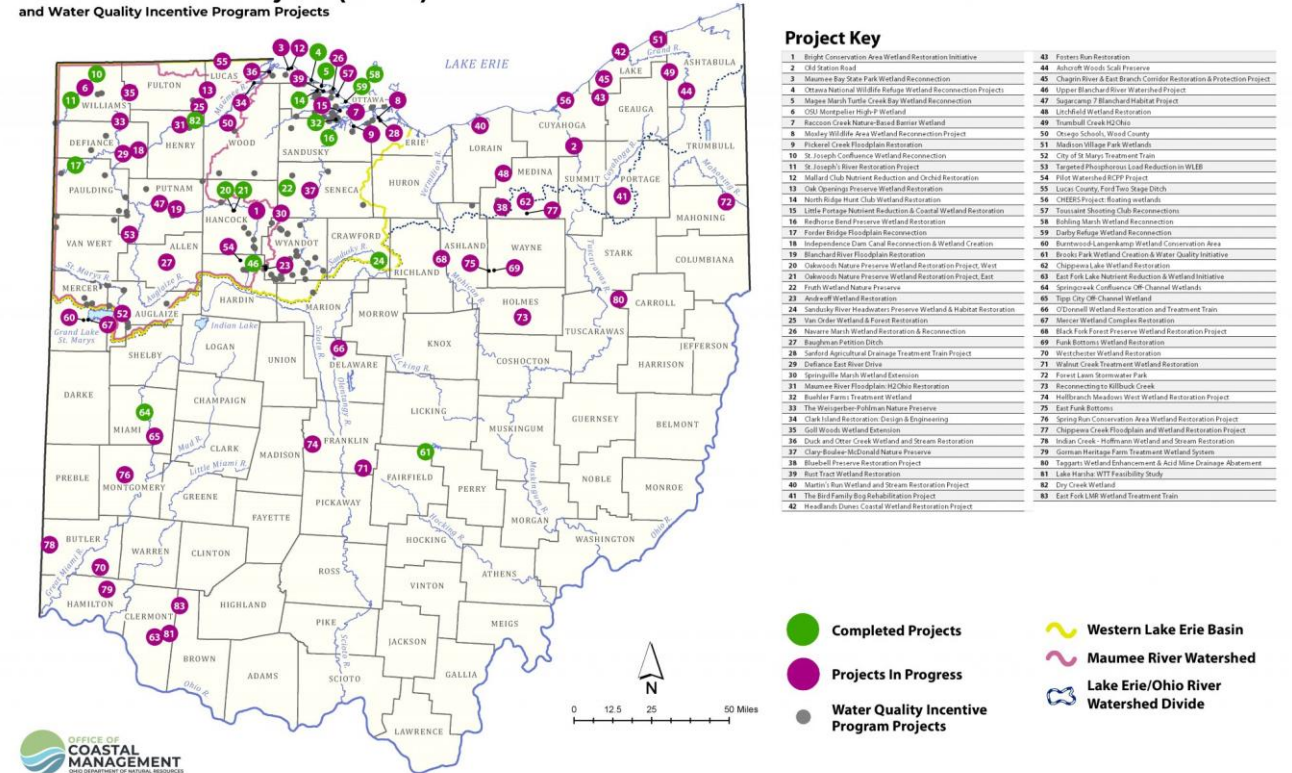 and Water Quality Incentive Program Projects
LAKE ERIE
Project Key
1 Bright Conservation Area Wetland Restoration Initiative
2 Old Station Road
3 Maumee Bay State Park Wetland Reconnection
4 Ottawa National Wildlife Refuge Wetland Reconnection Projects
5 Magee Marsh Turtle Creek Bay Wetland Reconnection
6 OSU Montpelier High-P Wetland
7 Raccoon Creek Nature-Based Barrier Wetland
8 Moxley Wildlife Area Wetland Reconnection Project
9 Pickerel Creek Floodplain Restoration
10 St. Joseph Confluence Wetland Reconnection
11 St. Joseph's River Restoration Project
12 Mallard Club Nutrient Reduction and Orchid Restoration
13 Oak Openings Preserve Wetland Restoration
14 North Ridge Hunt Club Wetland Restoration
15 Little Portage Nutrient Reduction & Coastal Wetland Restoration
16 Redhorse Bend Preserve Wetland Restoration
17 Forder Bridge Floodplain Reconnection
18 Independence Dam Canal Reconnection & Wetland Creation
19 Blanchard River Floodplain Restoration
20 Oakwoods Nature Preserve Wetland Restoration Project, West
21 Oakwoods Nature Preserve Wetland Restoration Project, East
22 Fruth Wetland Nature Preserve
23 Andreoff Wetland Restoration
24 Sandusky River Headwaters Preserve Wetland & Habitat Restoration
25 Van Order Wetland & Forest Restoration
26 Navarre Marsh Wetland Restoration & Reconnection
27 Baughman Petition Ditch
28 Sanford Agricultural Drainage Treatment Train Project
29 Defiance East River Drive
30 Springville Marsh Wetland Extension
31 Maumee River Floodplain: H2Ohio Restoration
32 Buehler Farms Treatment Wetland
33 The Weisgerber-Pohlman Nature Preserve
34 Clark Island Restoration: Design & Engineering
35 Goll Woods Wetland Extension
36 Duck and Otter Creek Wetland and Stream Restoration
37 Clary-Boulee-McDonald Nature Preserve
38 Bluebell Preserve Restoration Project
39 Rust Tract Wetland Restoration
40 Martin's Run Wetland and Stream Restoration Project
41 The Bird Family Bog Rehabilitation Project
42 Headlands Dunes Coastal Wetland Restoration Project
43 Fosters Run Restoration
44 Ashcroft Woods Scall Preserve
45 Chagrin River & East Branch Corridor Restoration & Protection Project
46 Upper Blanchard River Watershed Project
47 Sugarcamp 7 Blanchard Habitat Project
48 Litchfield Wetland Restoration
49 Trumbull Creek H2Ohio
50 Otsego Schools, Wood County
51 Madison Village Park Wetlands
52 City of St Marys Treatment Train
53 Targeted Phosphorous Load Reduction in WLEB
54 Pilot Watershed RCPP Project
55 Lucas County, Ford Two Stage Ditch
56 CHEERS Project: floating wetlands
57 Toussaint Shooting Club Reconnections
58 Bohling Marsh Wetland Reconnection
59 Darby Refuge Wetland Reconnection
60 Burntwood-Langenkamp Wetland Conservation Area
61 Brooks Park Wetland Creation & Water Quality Initiative
62 Chippewa Lake Wetland Restoration
63 East Fork Lake Nutrient Reduction & Wetland Initiative
64 Springcreek Confluence Off-Channel Wetlands
65 Tipp City Off-Channel Wetland
66 O'Donnell Wetland Restoration and Treatment Train
67 Mercer Wetland Complex Restoration
68 Black Fork Forest Preserve Wetland Restoration Project
69 Funk Bottoms Wetland Restoration
70 Westchester Wetland Restoration
71 Walnut Creek Treatment Wetland Restoration
72 Forest Lawn Stormwater Park
73 Reconnecting to Killbuck Creek
74 Hellbranch Meadows West Wetland Restoration Project
75 East Funk Bottoms
76 Spring Run Conservation Area Wetland Restoration Project
77 Chippewa Creek Floodplain and Wetland Restoration Project
78 Indian Creek - Hoffmann Wetland and Stream Restoration
79 Gorman Heritage Farm Treatment Wetland System
80 Taggarts Wetland Enhancement & Acid Mine Drainage Abatement
81 Lake Harsha: WTT Feasibility Study
82 Dry Creek Wetland
83 East Fork LMR Wetland Treatment Train
WILLIAMS
FULTON
LUCAS
OTTAWA
DEFIANCE
HENRY
WOOD
SANDUSKY
ERIE
LORAIN
CUYAHOGA
LAKE
GEAUGA
ASHTABULA
TRUMBULL
PAULDING
PUTNAM
HANCOCK
SENECA
HURON
MEDINA
SUMMIT
PORTAGE
MAHONING
VAN WERT
ALLEN
WYANDOT
CRAWFORD
RICHLAND
ASHLAND
WAYNE
STARK
COLUMBIANA
MERCER
AUGLAIZE
HARDIN
MARION
MORROW
HOLMES
TUSCARAWAS
CARROLL
JEFFERSON
SHELBY
LOGAN
UNION
DELAWARE
KNOX
COSHOCTON
HARRISON
DARKE
CHAMPAIGN
LICKING
GUERNSEY
BELMONT
MIAMI
CLARK
MADISON
FRANKLIN
MUSKINGUM
PREBLE
MONTGOMERY
GREENE
FAIRFIELD
PERRY
NOBLE
MONROE
FAYETTE
PICKAWAY
MORGAN
BUTLER
WARREN
CLINTON
HOCKING
WASHINGTON
ROSS
ATHENS
HAMILTON
CLERMONT
HIGHLAND
VINTON
BROWN
PIKE
JACKSON
MEIGS
ADAMS
SCIOTO
GALLIA
LAWRENCE
Maumee R.
Grand R.
Cuyahoga R.
Mahoning R.
Vermilion R.
Sandusky R.
St. Marys R.
Auglaize R.
Grand Lake
St. Marys
Indian Lake
Scioto R.
Olentangy R.
Licking R.
Mohican R.
Tuscarawas R.
Muskingum R.
Mad R.
Little Miami R.
Great Miami R.
Hocking R.
Scioto R.
Ohio R.
Ohio R.
N
0 12.5 25 50 Miles
Completed Projects
Projects In Progress
Water Quality Incentive
Program Projects
Western Lake Erie Basin
Maumee River Watershed
Lake Erie/Ohio River
Watershed Divide
OFFICE OF
COASTAL
MANAGEMENT
OHIO DEPARTMENT OF NATURAL RESOURCES